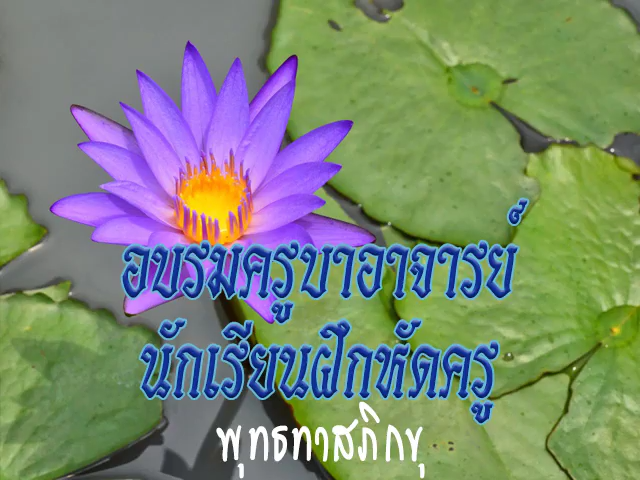 อบรมครูบาอาจารย์
นักเรียนฝึกหัดครู
พุทธทาสภิกขุ